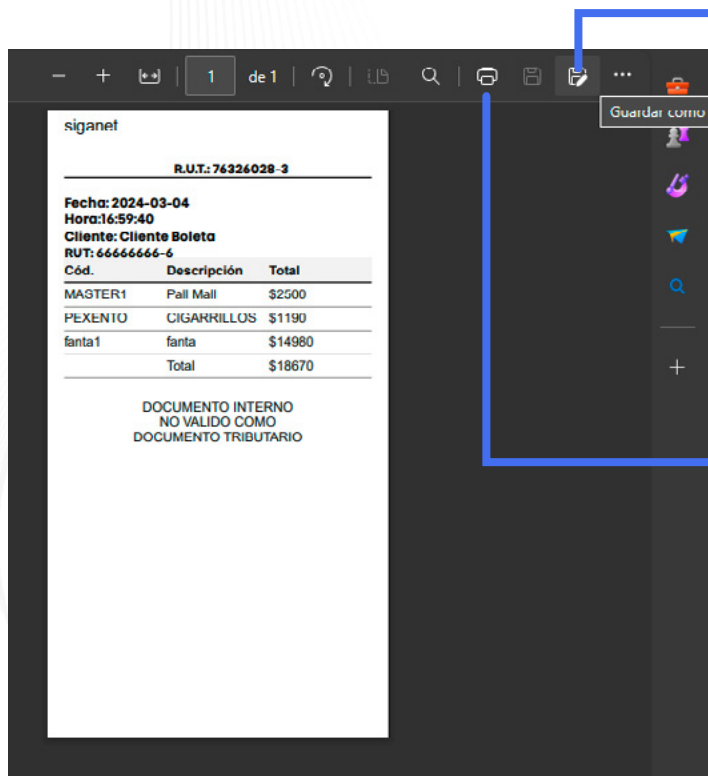 1 de 1
Guardar como
siganet
R.U.T.: 76326028-3
Fecha: 2024-03-04
Hora:16:59:40
Cliente: Cliente Boleta
RUT: 66666666-6
Cód. Descripción Total
MASTER1 Pall Mall $2500
PEXENTO CIGARRILLOS $1190
fanta1 fanta $14980
Total $18670
DOCUMENTO INTERNO
NO VALIDO COMO
DOCUMENTO TRIBUTARIO